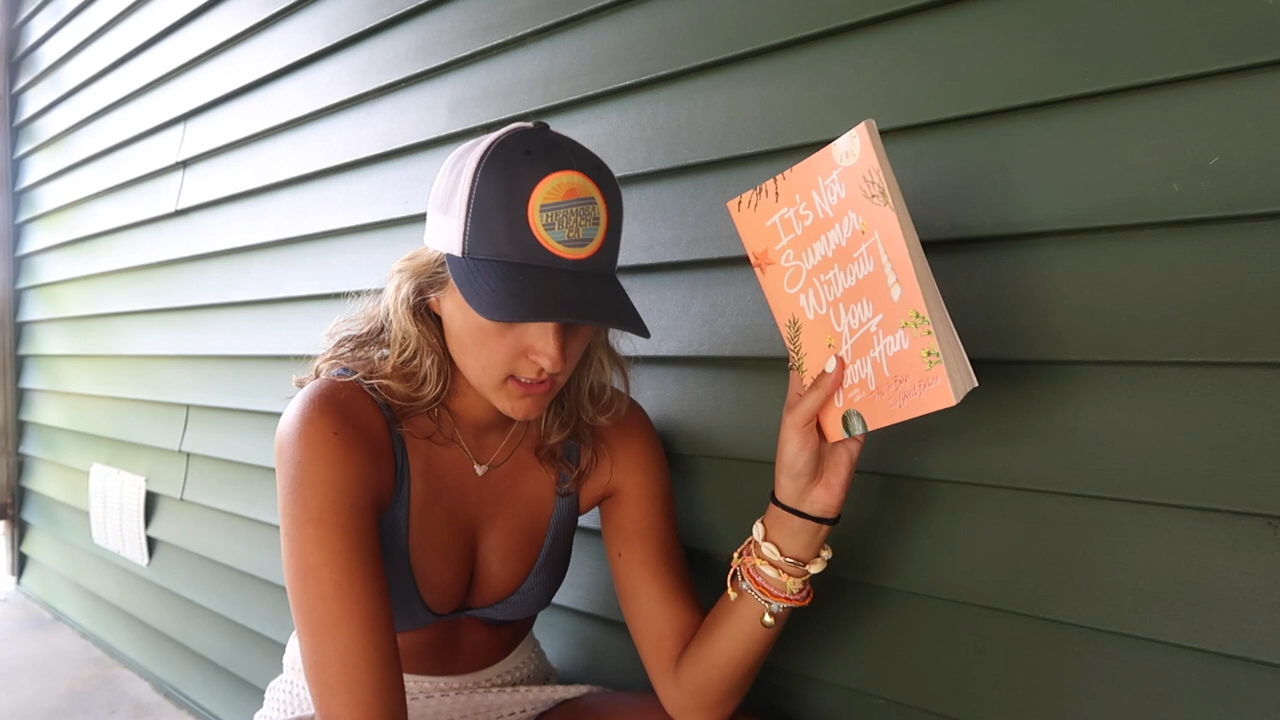 HERMOSA
BEACH
CA
It's Not
Summer
Without
You
Jenny Han